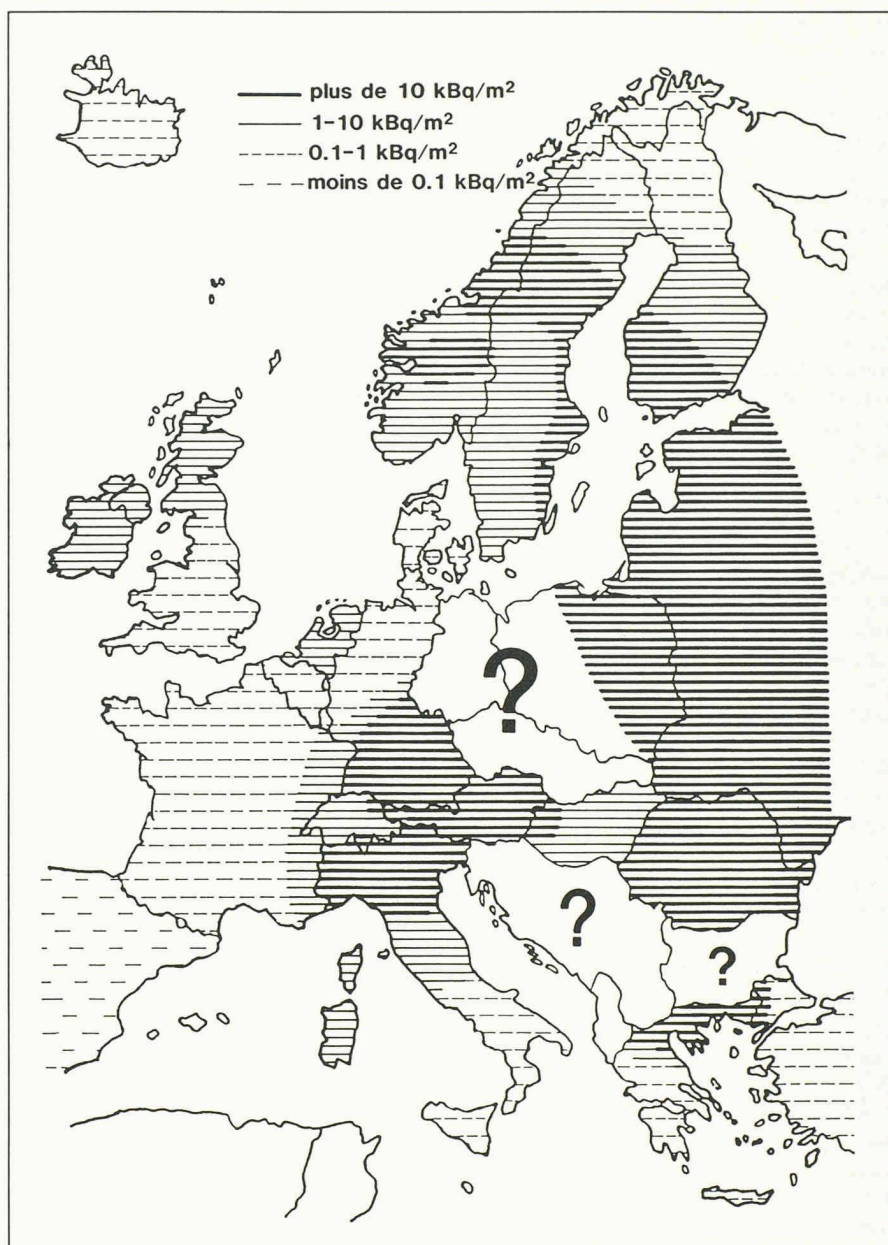 plus de 10 kBq/m²
1-10 kBq/m²
0.1-1 kBq/m²
moins de 0.1 kBq/m²
?
?
?